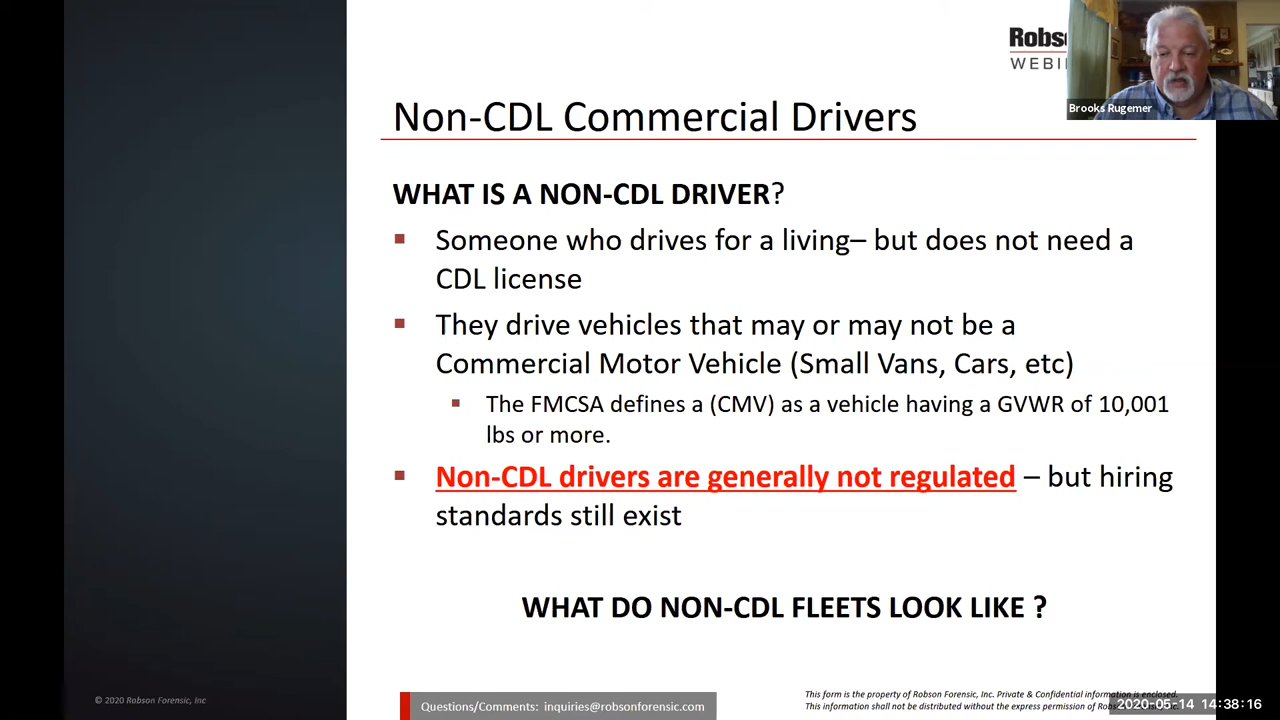 Robs
WEBI
Brooks Rugemer
Non-CDL Commercial Drivers
WHAT IS A NON-CDL DRIVER?
Someone who drives for a living– but does not need a
CDL license
They drive vehicles that may or may not be a
Commercial Motor Vehicle (Small Vans, Cars, etc)
The FMCSA defines a (CMV) as a vehicle having a GVWR of 10,001
lbs or more.
Non-CDL drivers are generally not regulated – but hiring
standards still exist
WHAT DO NON-CDL FLEETS LOOK LIKE ?
© 2020 Robson Forensic, Inc
Questions/Comments: inquiries@robsonforensic.com
This form is the property of Robson Forensic, Inc. Private & Confidential information is enclosed.
This information shall not be distributed without the express permission of
2020-05-14 14:38:16